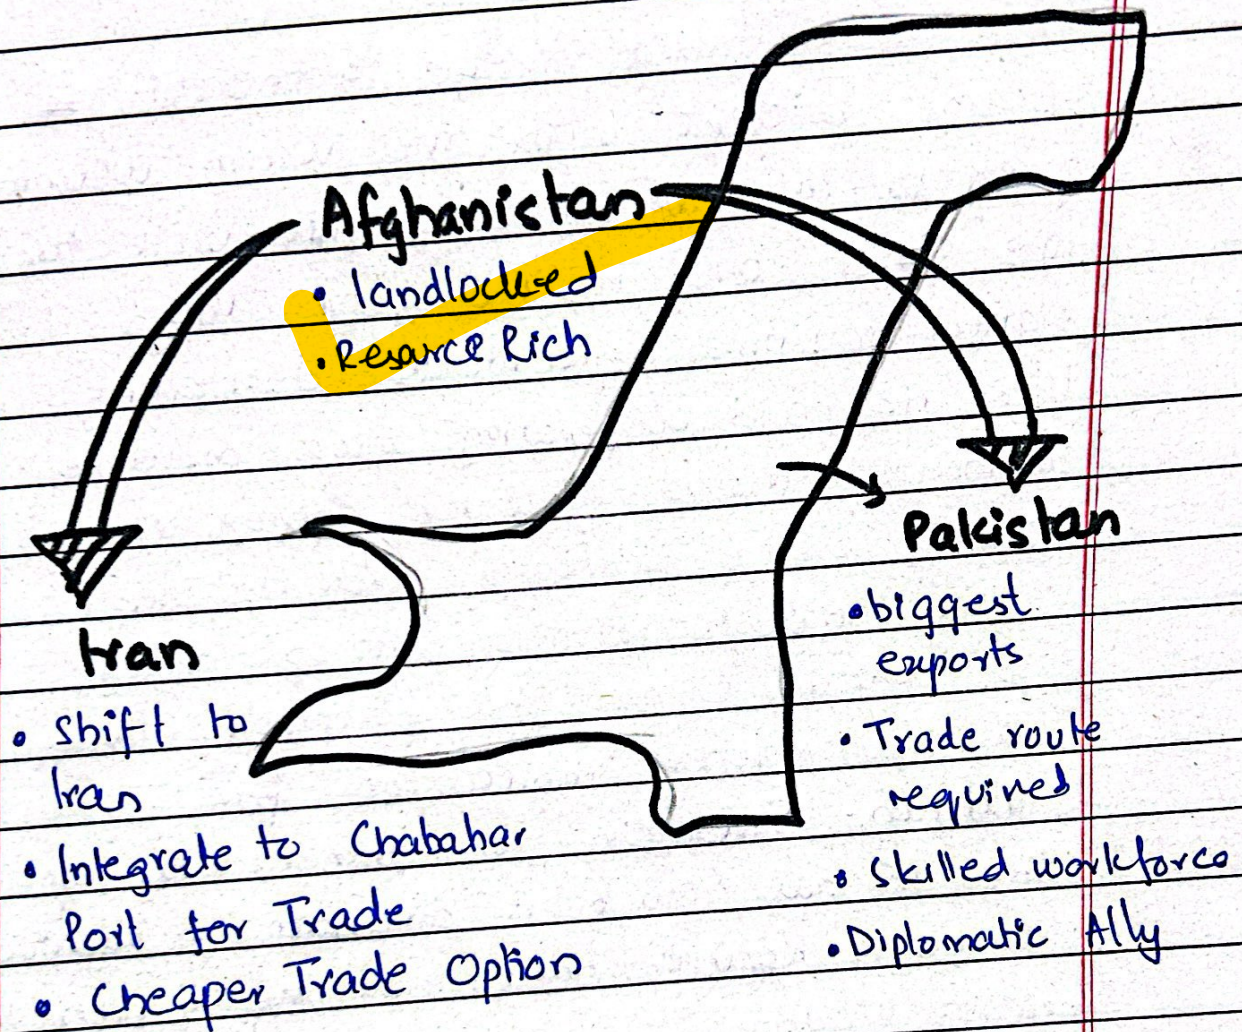 Afghanistan
• landlocked
• Resource Rich
Pakistan
• biggest
exports
• Trade route
required
• Skilled workforce
• Diplomatic Ally
Iran
• Shift to
Iran
• Integrate to Chabahar
Port for Trade
• Cheaper Trade Option